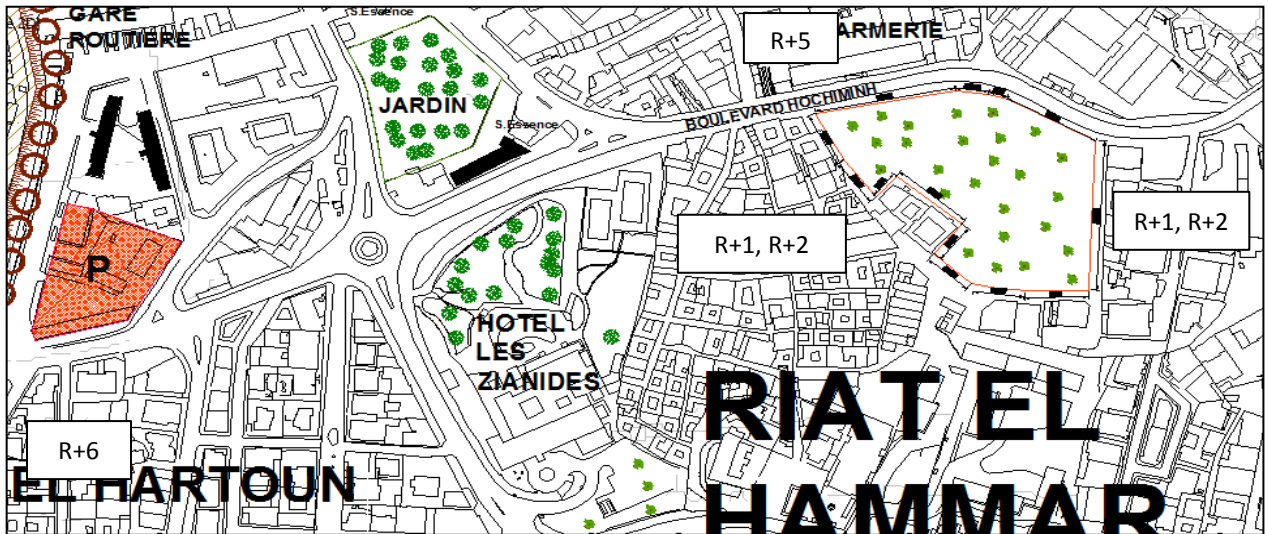 S.Essence
GARE
ROUTIERE
R+5
ARMERIE
JARDIN
BOULEVARD HOCHIMINH
S.Essence
R+1, R+2
R+1, R+2
P
HOTEL
LES
ZIANIDES
RIAT EL
HAMMAR
R+6
EL HARTOUN